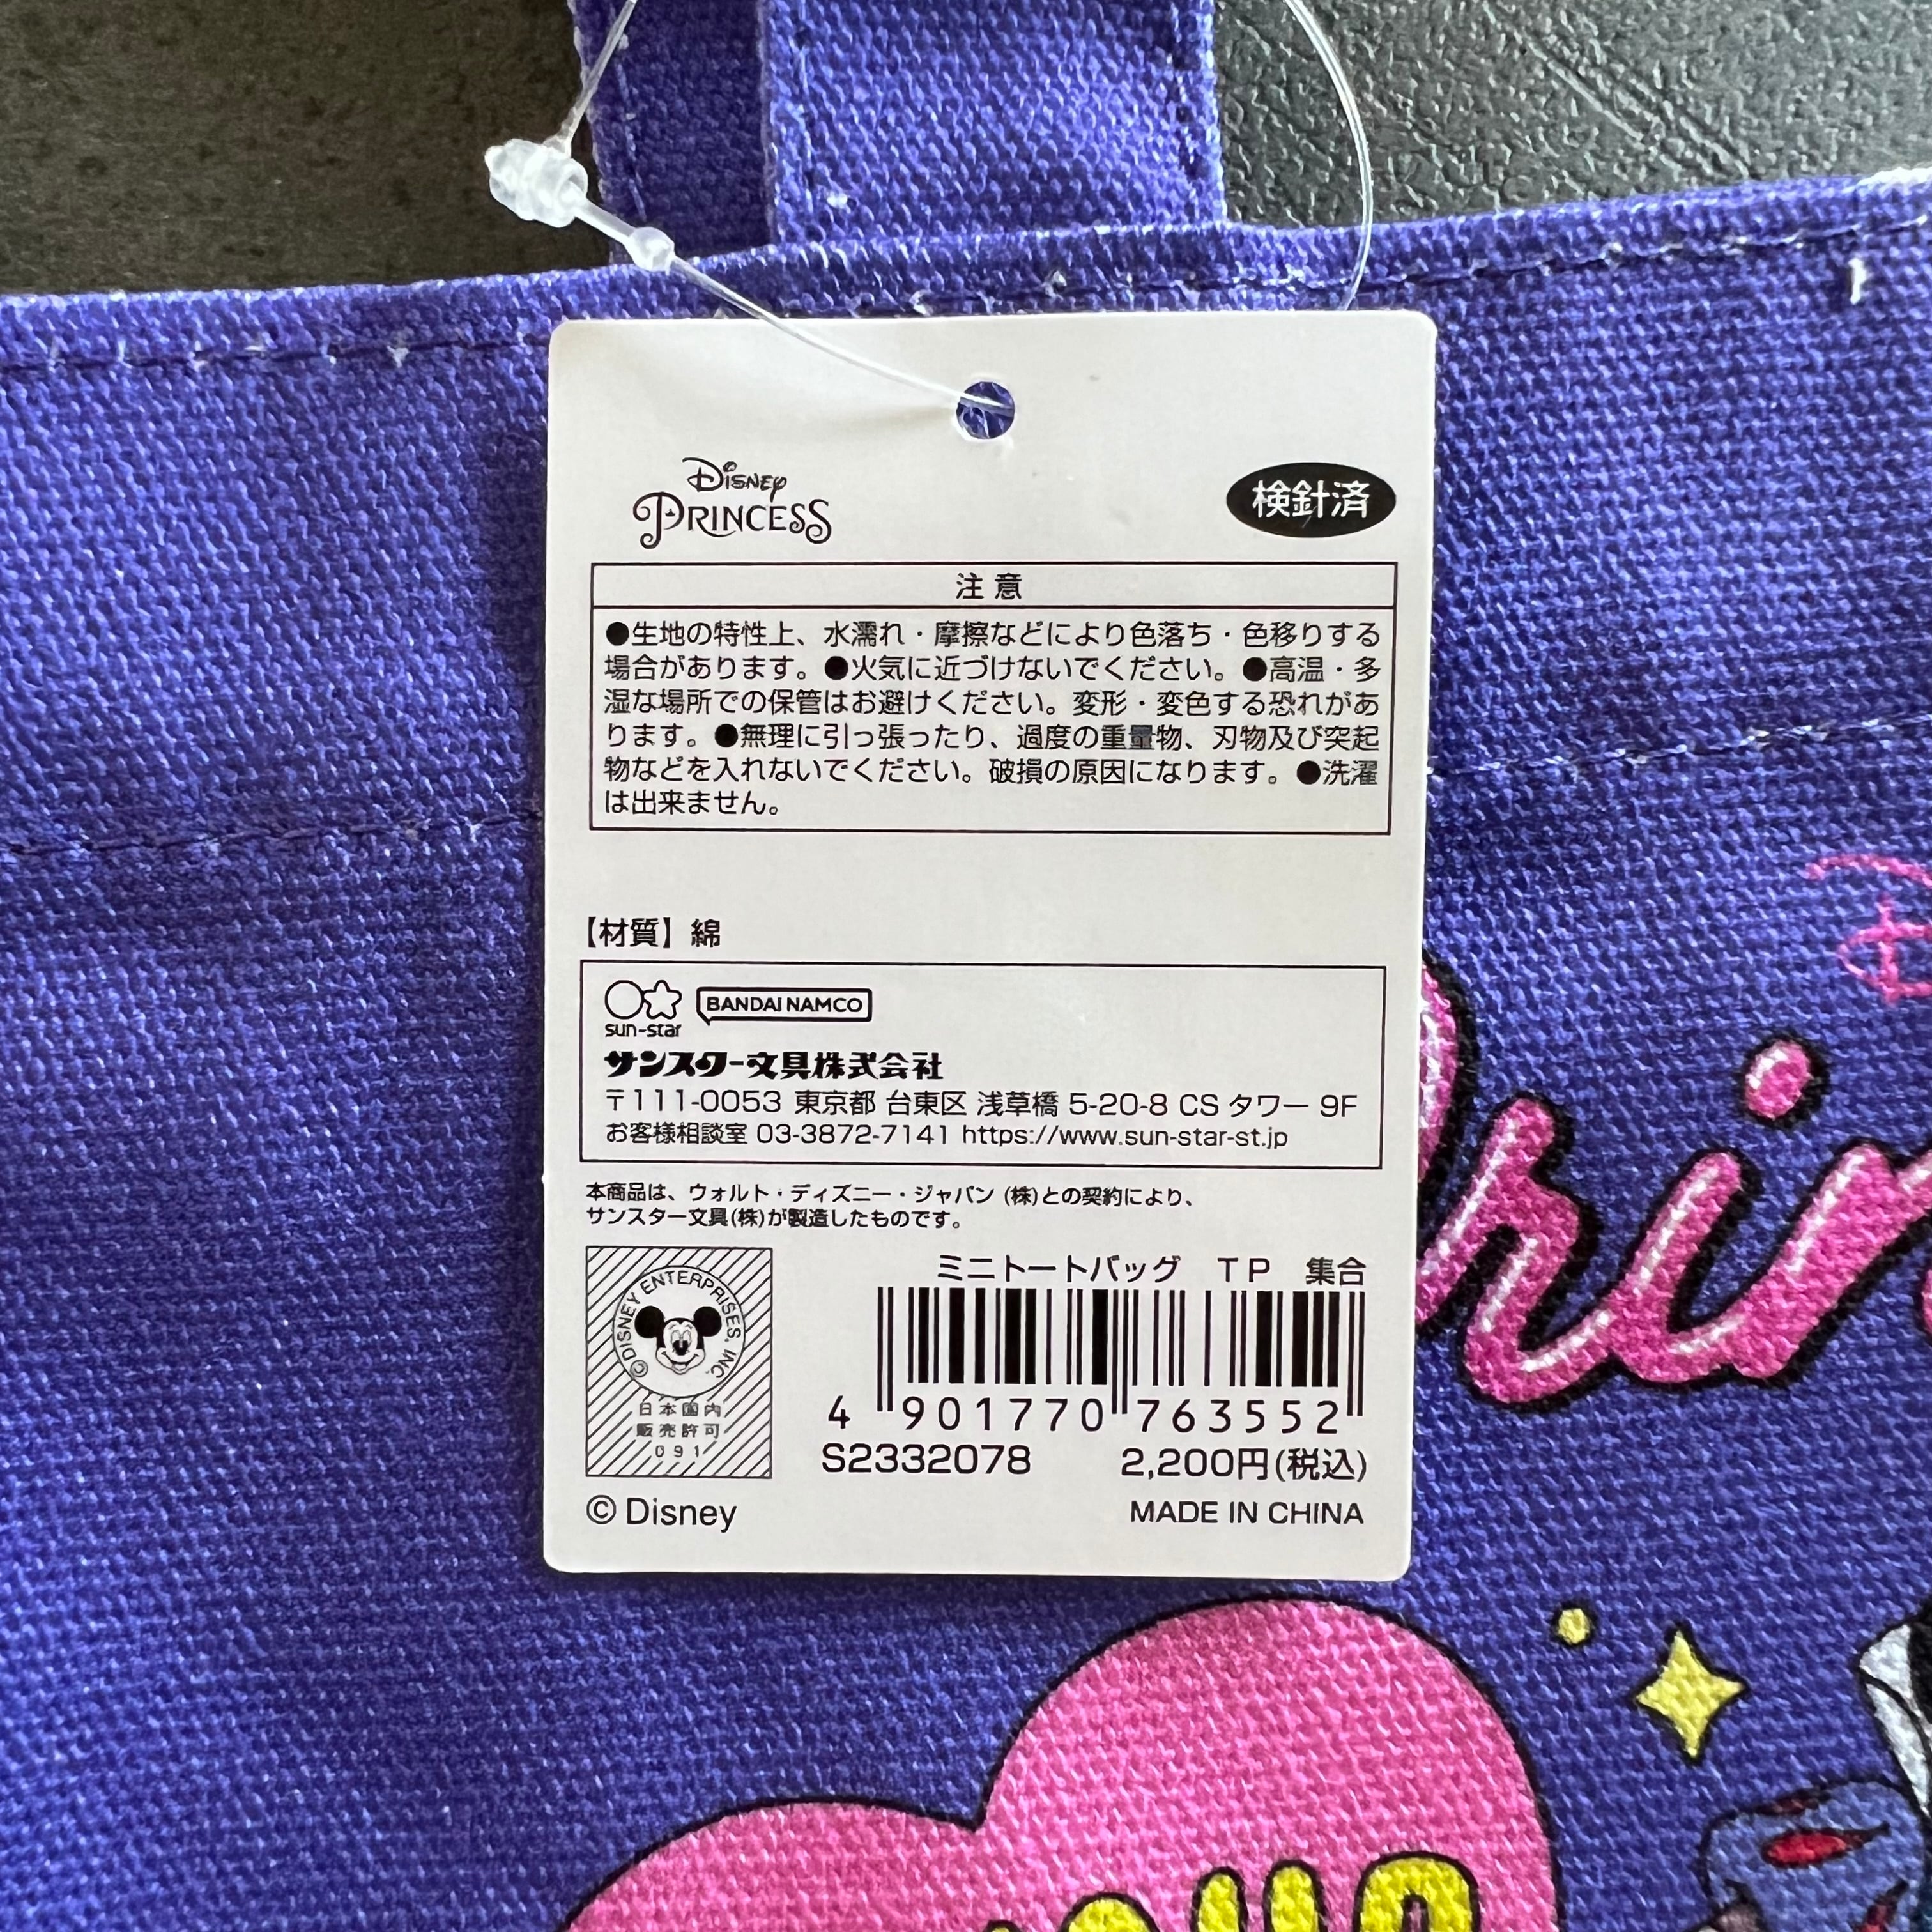 Disney
PRINCESS
検針済
注意
●生地の特性上、水濡れ・摩擦などにより色落ち・色移りする
場合があります。●火気に近づけないでください。●高温・多
湿な場所での保管はお避けください。変形・変色する恐れがあ
ります。●無理に引っ張ったり、過度の重量物、刃物及び突起
物などを入れないでください。破損の原因になります。●洗濯
は出来ません。
【材質】綿
sun-star BANDAI NAMCO
サンスター文具株式会社
〒111-0053 東京都 台東区 浅草橋 5-20-8 CS タワー 9F
お客様相談室 03-3872-7141 https://www.sun-star-st.jp
本商品は、ウォルト・ディズニー・ジャパン (株)との契約により、
サンスター文具(株)が製造したものです。
©DISNEY ENTERPRISES, INC.
日本国内
販売許可
091
ミニトートバッグ TP 集合
4 901770 763552
S2332078 2,200円(税込)
©Disney MADE IN CHINA